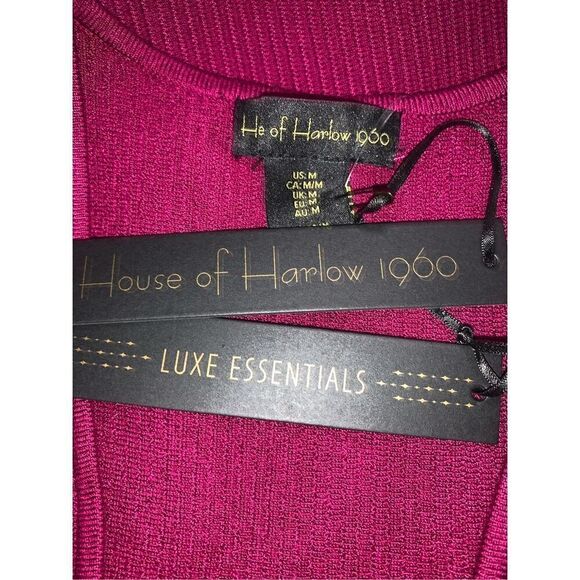 He of Harlow 1960
US: M
CA: M/M
UK: M
EU: M
AU: M
House of Harlow 1960
LUXE ESSENTIALS